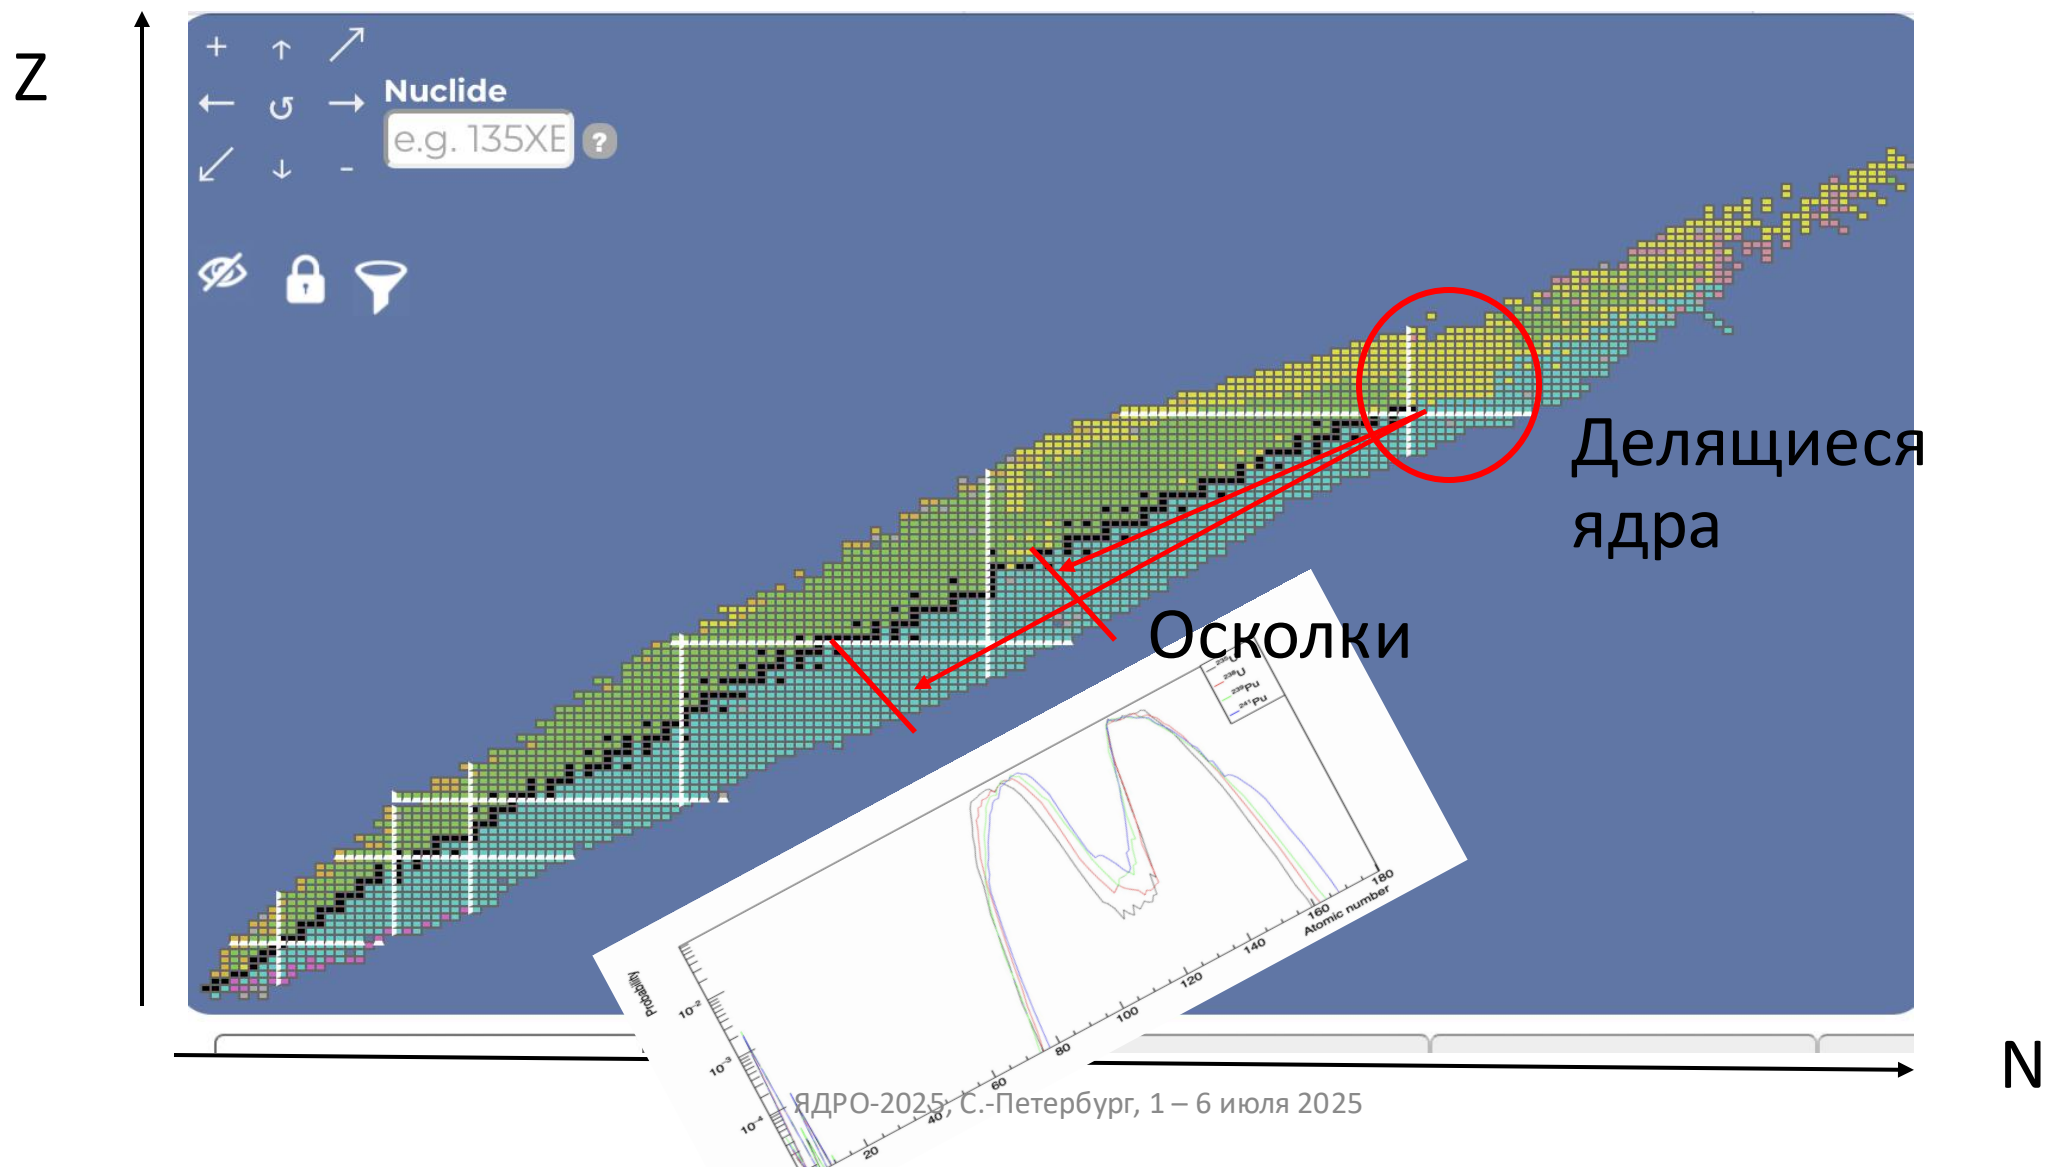 Z
Nuclide
e.g. 135XE
?
Делящиеся
ядра
Осколки
²³⁵U
²³⁸U
²³⁹Pu
²⁴¹Pu
Probability
10⁻²
10⁻³
10⁻⁴
20
40
60
80
100
120
140
160
180
Atomic number
N
ЯДРО-2025, С.-Петербург, 1 – 6 июля 2025